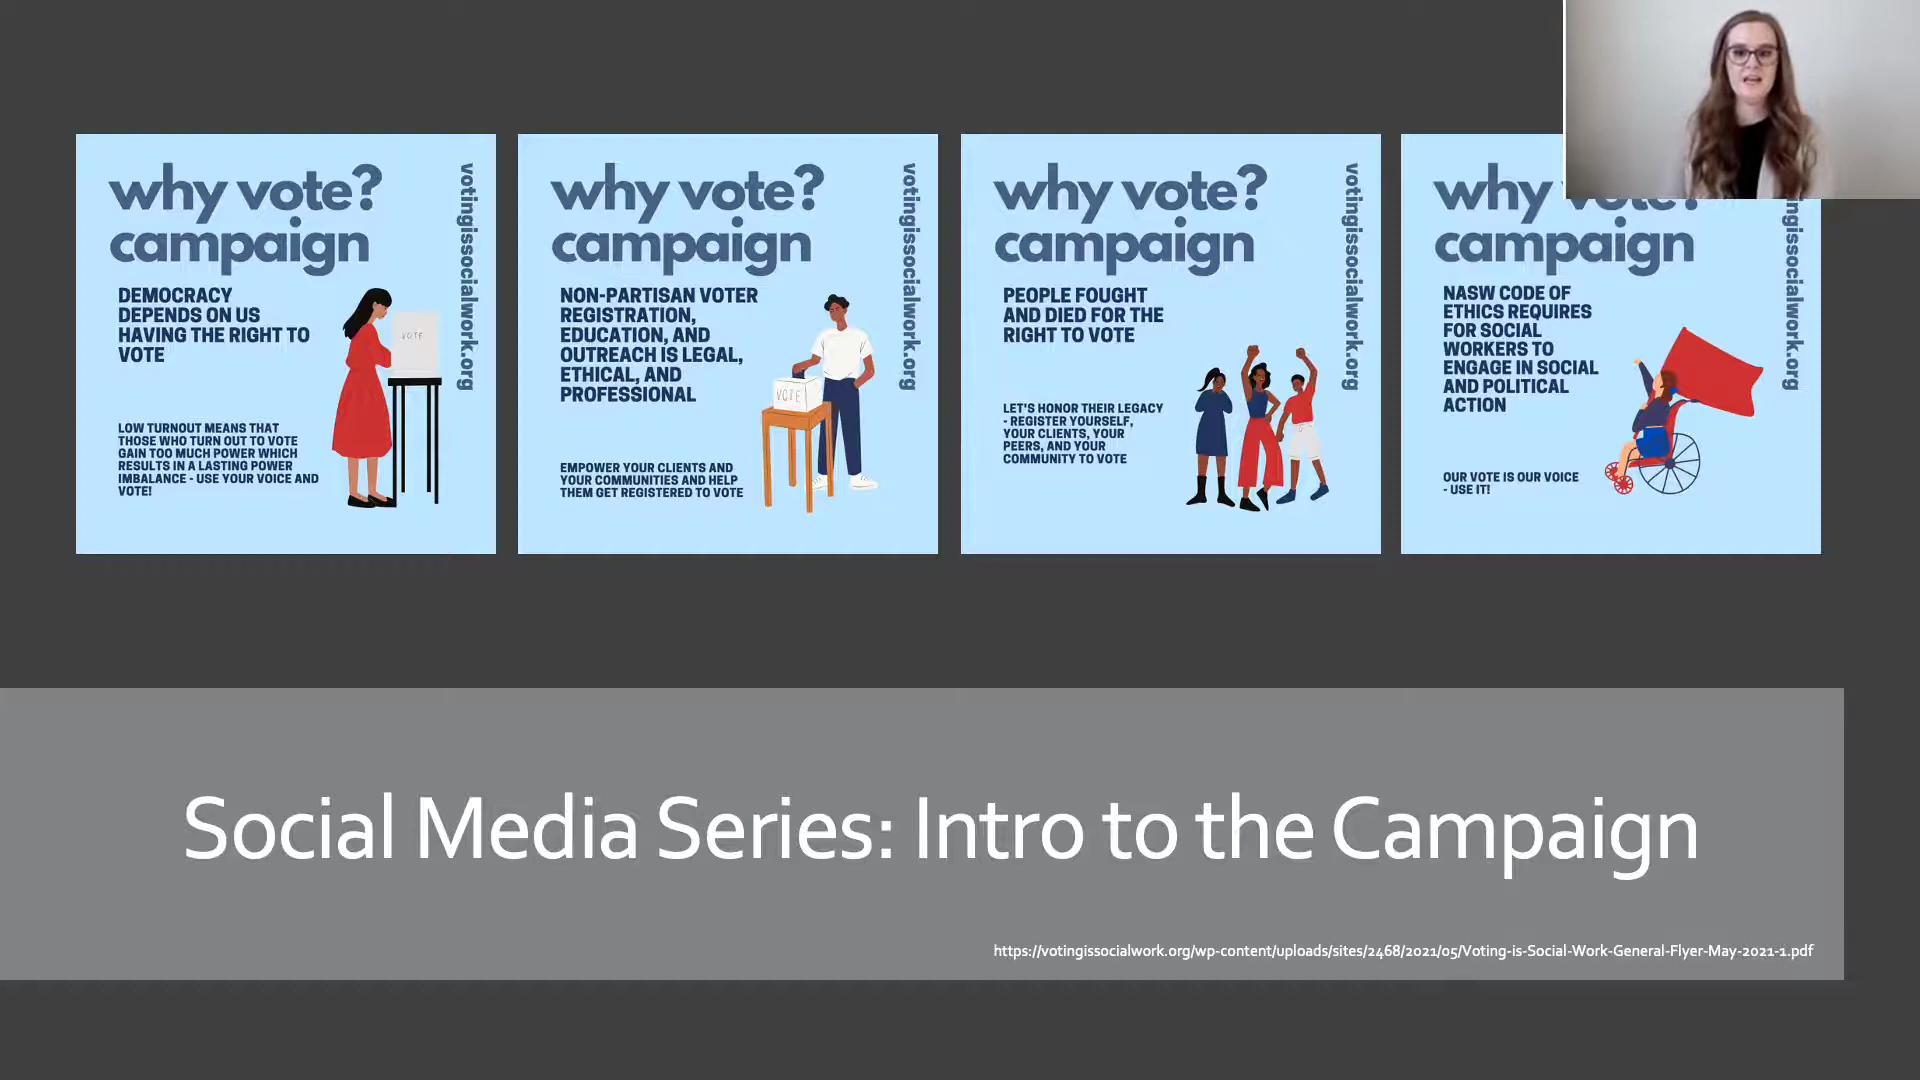 why vote?
campaign
votingissocialwork.org
DEMOCRACY
DEPENDS ON US
HAVING THE RIGHT TO
VOTE
VOTE
LOW TURNOUT MEANS THAT
THOSE WHO TURN OUT TO VOTE
GAIN TOO MUCH POWER WHICH
RESULTS IN A LASTING POWER
IMBALANCE - USE YOUR VOICE AND
VOTE!
why vote?
campaign
votingissocialwork.org
NON-PARTISAN VOTER
REGISTRATION,
EDUCATION, AND
OUTREACH IS LEGAL,
ETHICAL, AND
PROFESSIONAL
VOTE
EMPOWER YOUR CLIENTS AND
YOUR COMMUNITIES AND HELP
THEM GET REGISTERED TO VOTE
why vote?
campaign
votingissocialwork.org
PEOPLE FOUGHT
AND DIED FOR THE
RIGHT TO VOTE
LET'S HONOR THEIR LEGACY
- REGISTER YOURSELF,
YOUR CLIENTS, YOUR
PEERS, AND YOUR
COMMUNITY TO VOTE
why vote?
campaign
ingissocialwork.org
NASW CODE OF
ETHICS REQUIRES
FOR SOCIAL
WORKERS TO
ENGAGE IN SOCIAL
AND POLITICAL
ACTION
OUR VOTE IS OUR VOICE
- USE IT!
Social Media Series: Intro to the Campaign
https://votingissocialwork.org/wp-content/uploads/sites/2468/2021/05/Voting-is-Social-Work-General-Flyer-May-2021-1.pdf